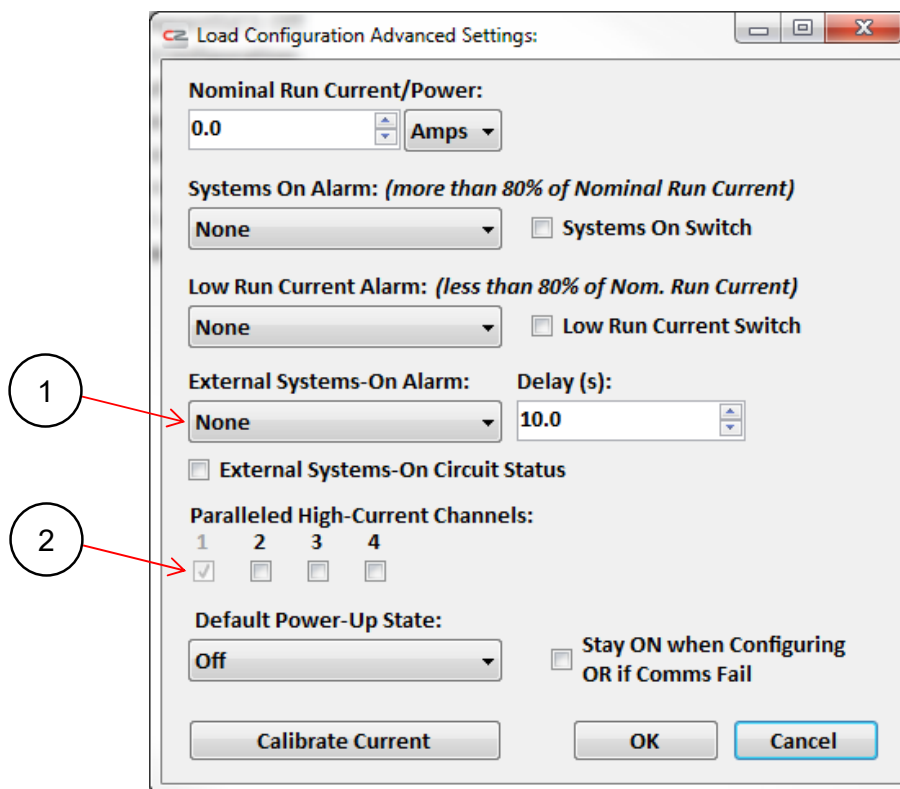 CZ Load Configuration Advanced Settings:
Nominal Run Current/Power:
0.0 Amps
Systems On Alarm: (more than 80% of Nominal Run Current)
None Systems On Switch
Low Run Current Alarm: (less than 80% of Nom. Run Current)
None Low Run Current Switch
1 External Systems-On Alarm: Delay (s):
None 10.0
External Systems-On Circuit Status
Paralleled High-Current Channels:
2
1 2 3 4
Default Power-Up State:
Off
Stay ON when Configuring
OR if Comms Fail
Calibrate Current OK Cancel